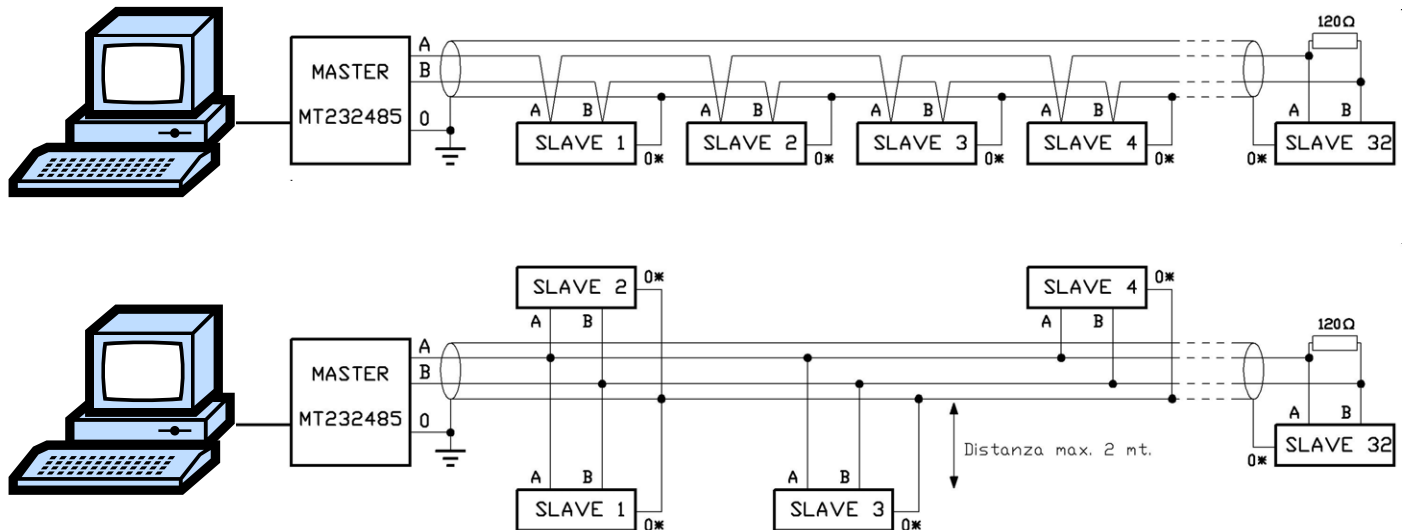 120Ω
A
MASTER
B
MT232485
0
A B A B A B A B A B
SLAVE 1 0* SLAVE 2 0* SLAVE 3 0* SLAVE 4 0* 0* SLAVE 32
SLAVE 2 0* SLAVE 4 0*
A B A B
120Ω
A
MASTER
B
MT232485
0
A B
Distanza max. 2 mt.
0* SLAVE 32
A B A B
SLAVE 1 0* SLAVE 3 0*